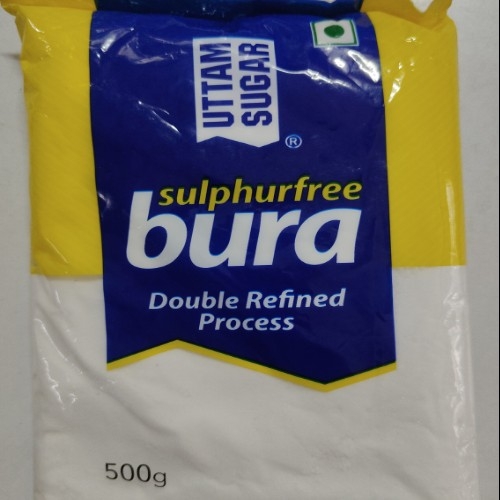 UTTAM
SUGAR
®
sulphurfree
bura
Double Refined
Process
500g